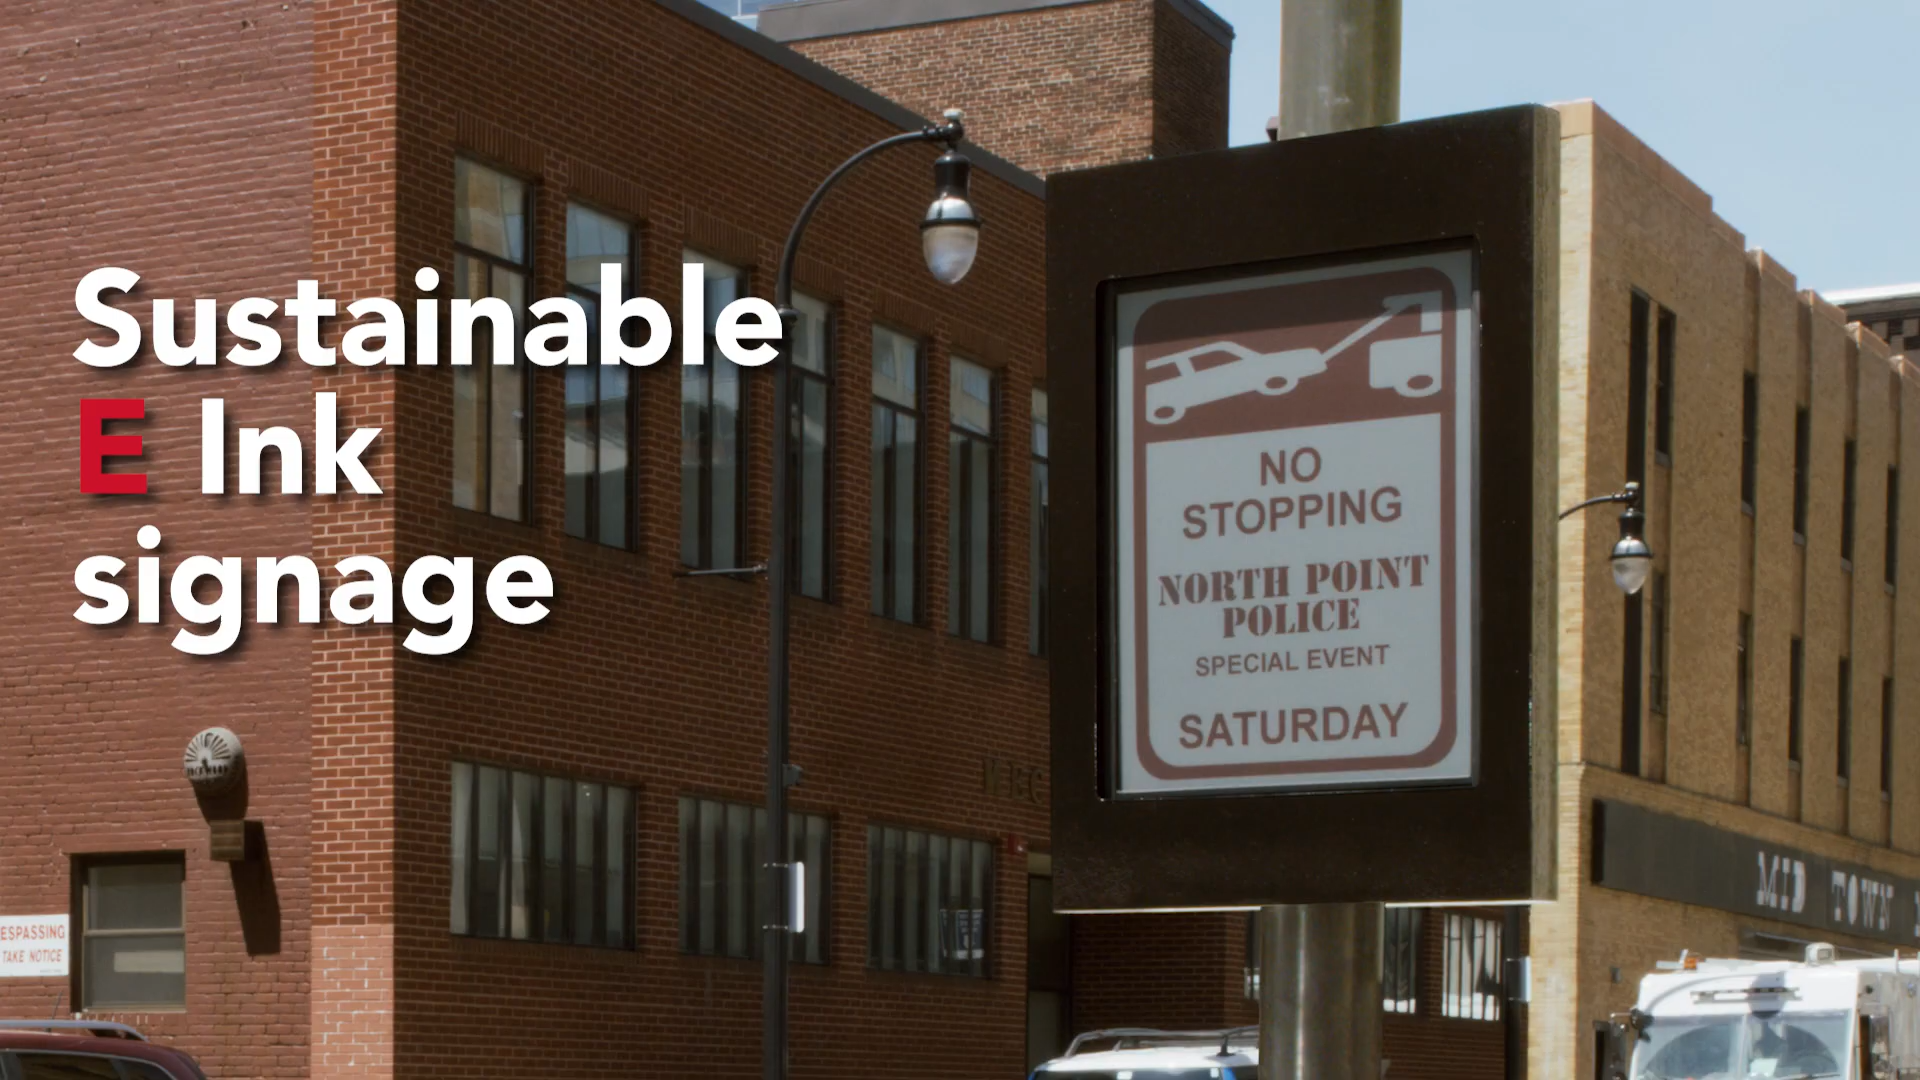 Sustainable
E Ink
signage
NO
STOPPING
NORTH POINT
POLICE
SPECIAL EVENT
SATURDAY
MID TOWN
ESPASSING
TAKE NOTICE